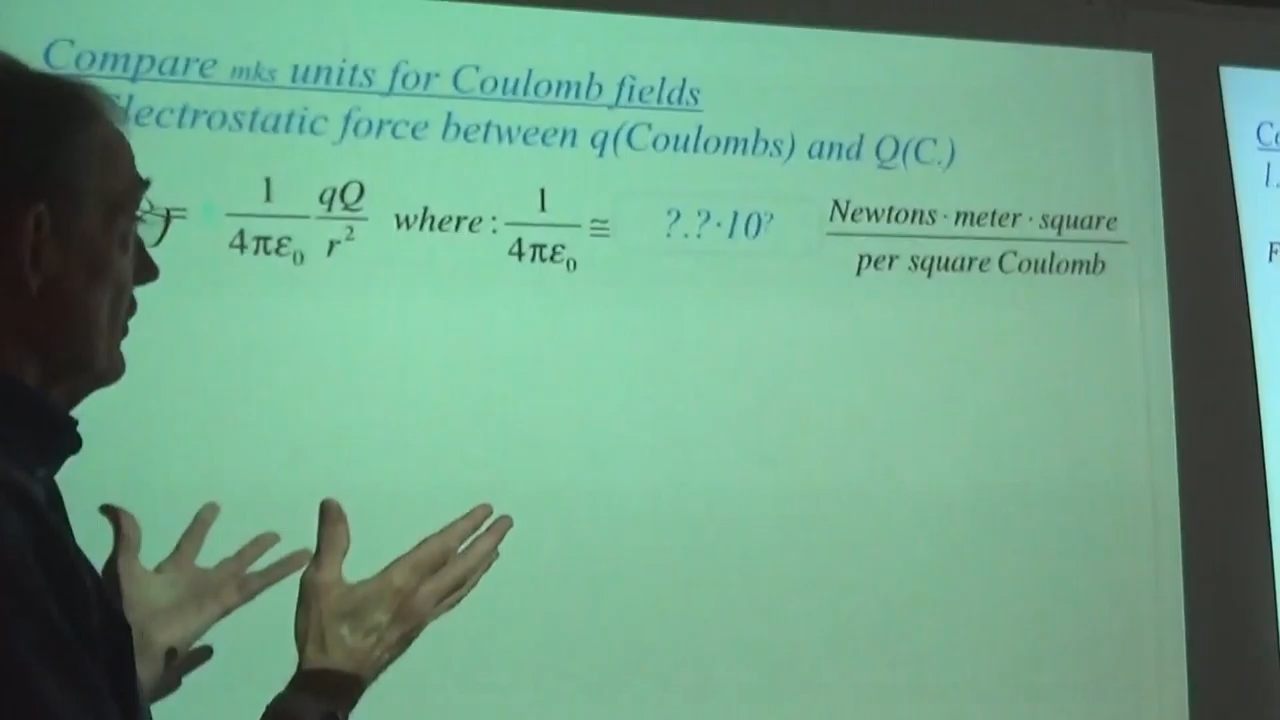 Compare mks units for Coulomb fields
Electrostatic force between q(Coulombs) and Q(C.)
= 1/4πε₀ qQ/r² where: 1/4πε₀ ≅ ?.?·10? Newtons·meter·square/per square Coulomb